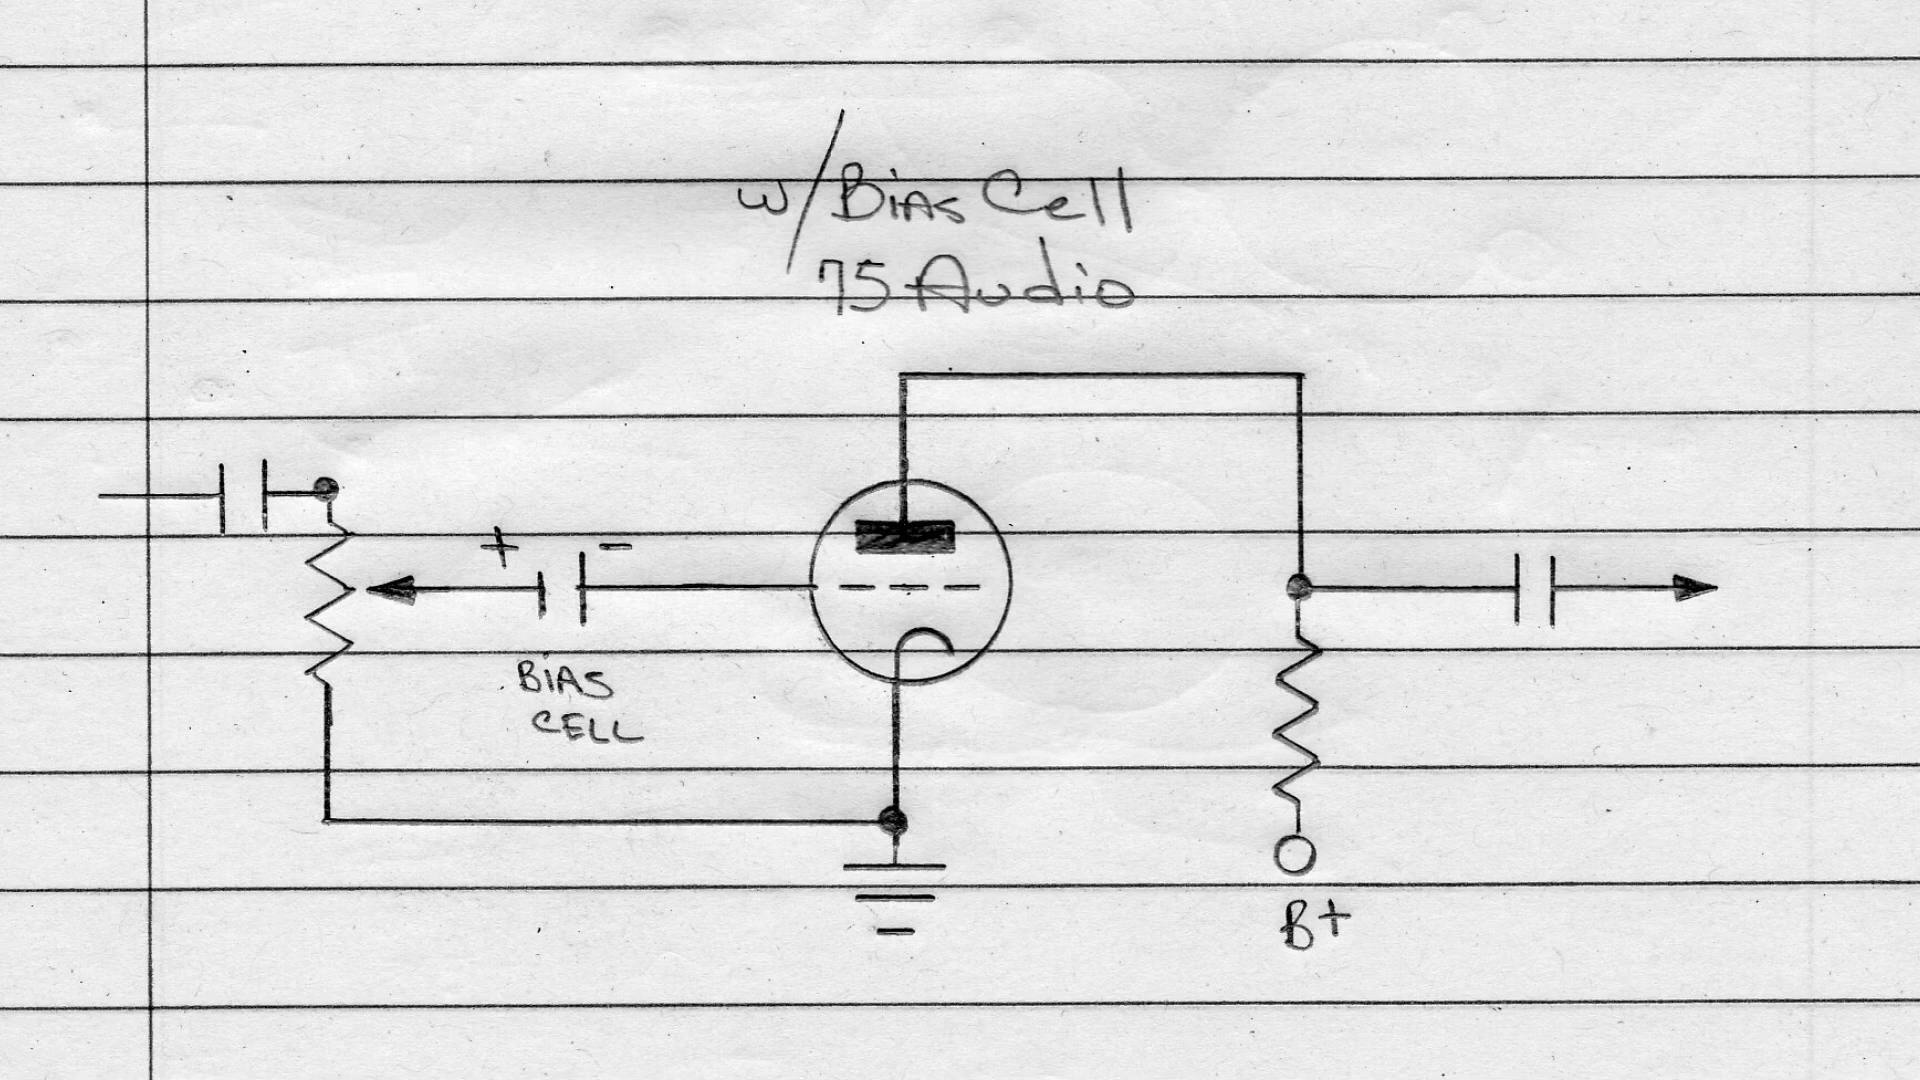 w/Bias Cell
75 Audio
+ -
BIAS
CELL
B+